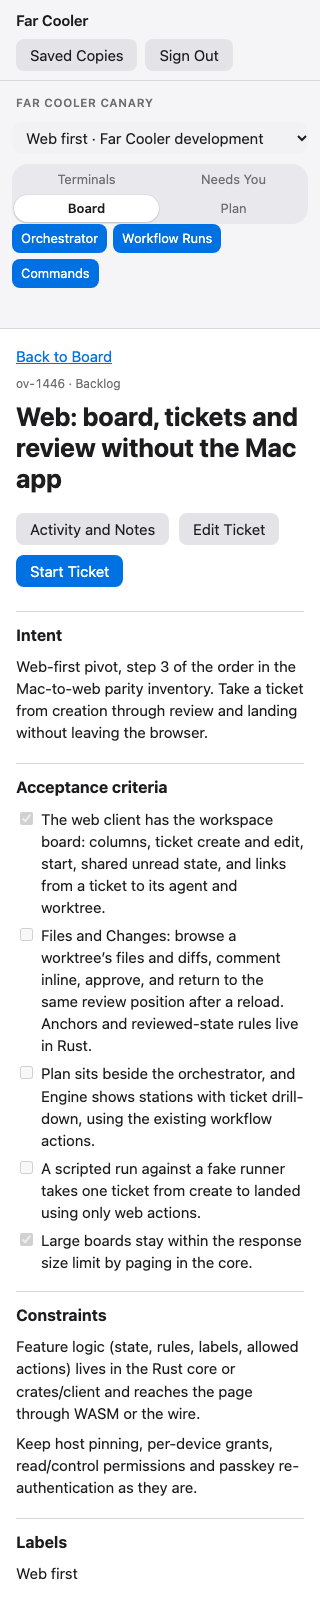 Far Cooler
Saved Copies
Sign Out
FAR COOLER CANARY
Web first · Far Cooler development
Terminals
Needs You
Board
Plan
Orchestrator
Workflow Runs
Commands
Back to Board
ov-1446 · Backlog
Web: board, tickets and
review without the Mac
app
Activity and Notes
Edit Ticket
Start Ticket
Intent
Web-first pivot, step 3 of the order in the
Mac-to-web parity inventory. Take a ticket
from creation through review and landing
without leaving the browser.
Acceptance criteria
The web client has the workspace
board: columns, ticket create and edit,
start, shared unread state, and links
from a ticket to its agent and
worktree.
Files and Changes: browse a
worktree’s files and diffs, comment
inline, approve, and return to the
same review position after a reload.
Anchors and reviewed-state rules live
in Rust.
Plan sits beside the orchestrator, and
Engine shows stations with ticket drill-
down, using the existing workflow
actions.
A scripted run against a fake runner
takes one ticket from create to landed
using only web actions.
Large boards stay within the response
size limit by paging in the core.
Constraints
Feature logic (state, rules, labels, allowed
actions) lives in the Rust core or
crates/client and reaches the page
through WASM or the wire.
Keep host pinning, per-device grants,
read/control permissions and passkey re-
authentication as they are.
Labels
Web first